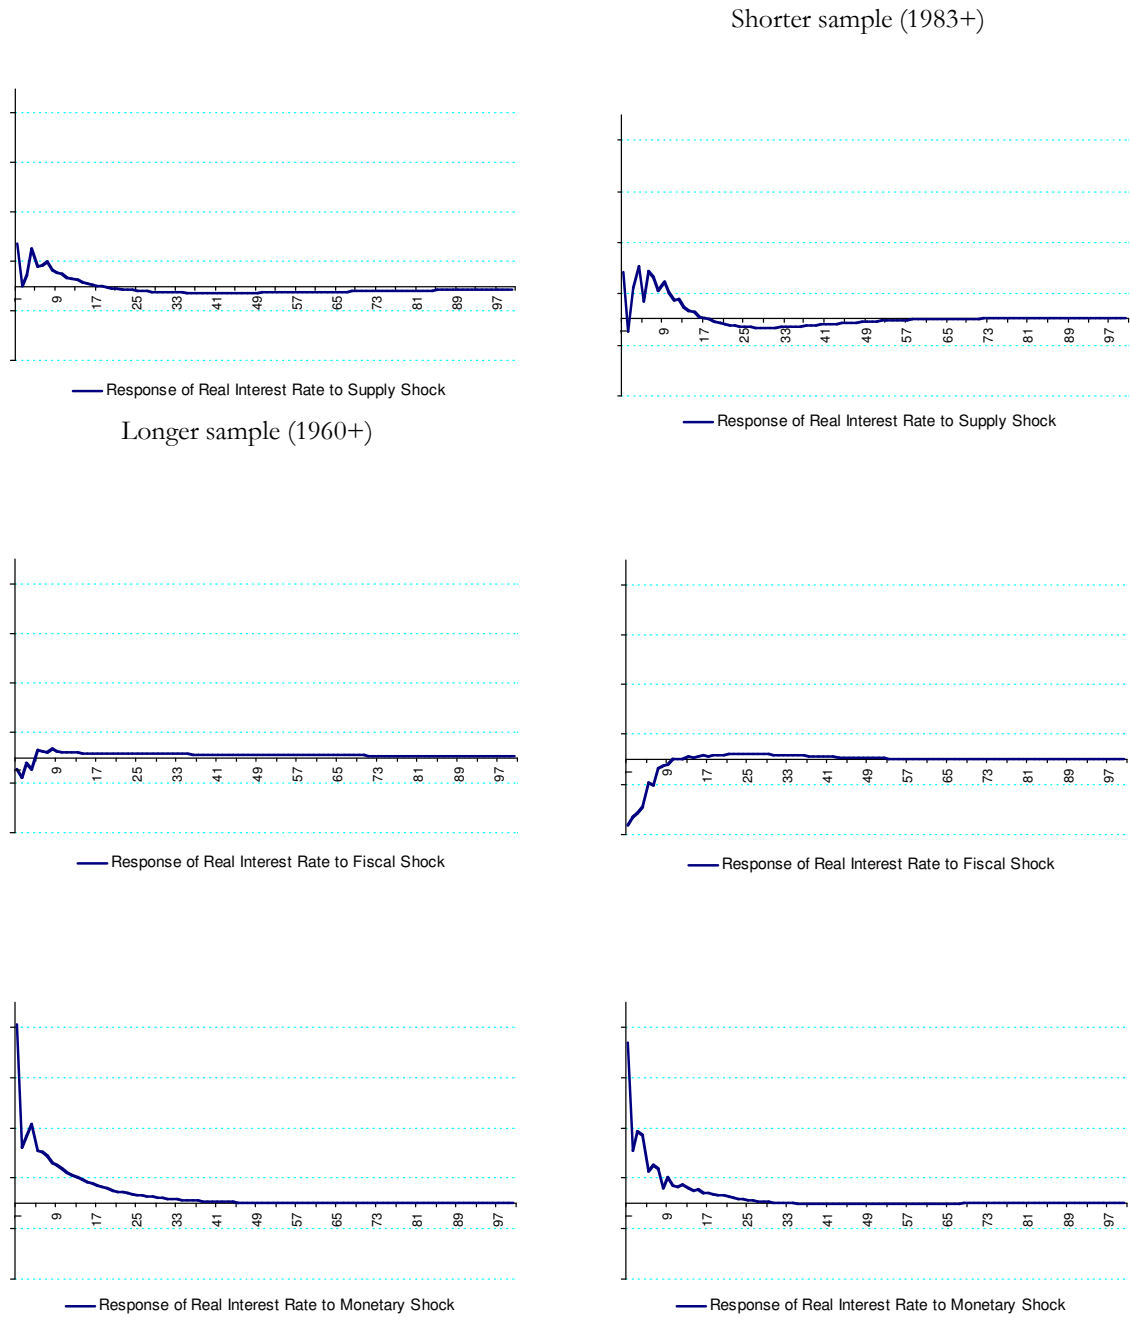 Shorter sample (1983+)
1 9 17 25 33 41 49 57 65 73 81 89 97
Response of Real Interest Rate to Supply Shock
1 9 17 25 33 41 49 57 65 73 81 89 97
Response of Real Interest Rate to Supply Shock
Longer sample (1960+)
1 9 17 25 33 41 49 57 65 73 81 89 97
Response of Real Interest Rate to Fiscal Shock
1 9 17 25 33 41 49 57 65 73 81 89 97
Response of Real Interest Rate to Fiscal Shock
1 9 17 25 33 41 49 57 65 73 81 89 97
Response of Real Interest Rate to Monetary Shock
1 9 17 25 33 41 49 57 65 73 81 89 97
Response of Real Interest Rate to Monetary Shock